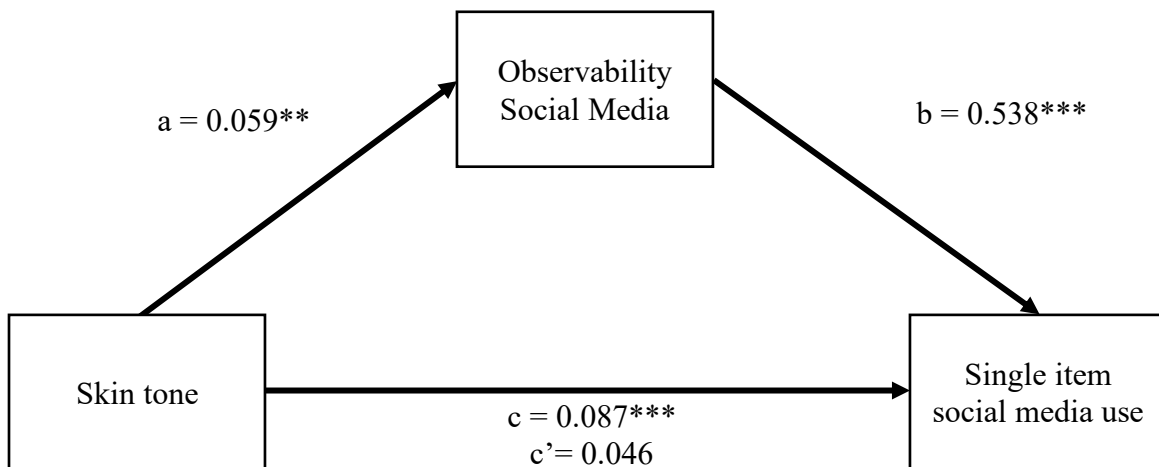 Observability
Social Media
a = 0.059**
b = 0.538***
Skin tone
c = 0.087***
c’= 0.046
Single item
social media use